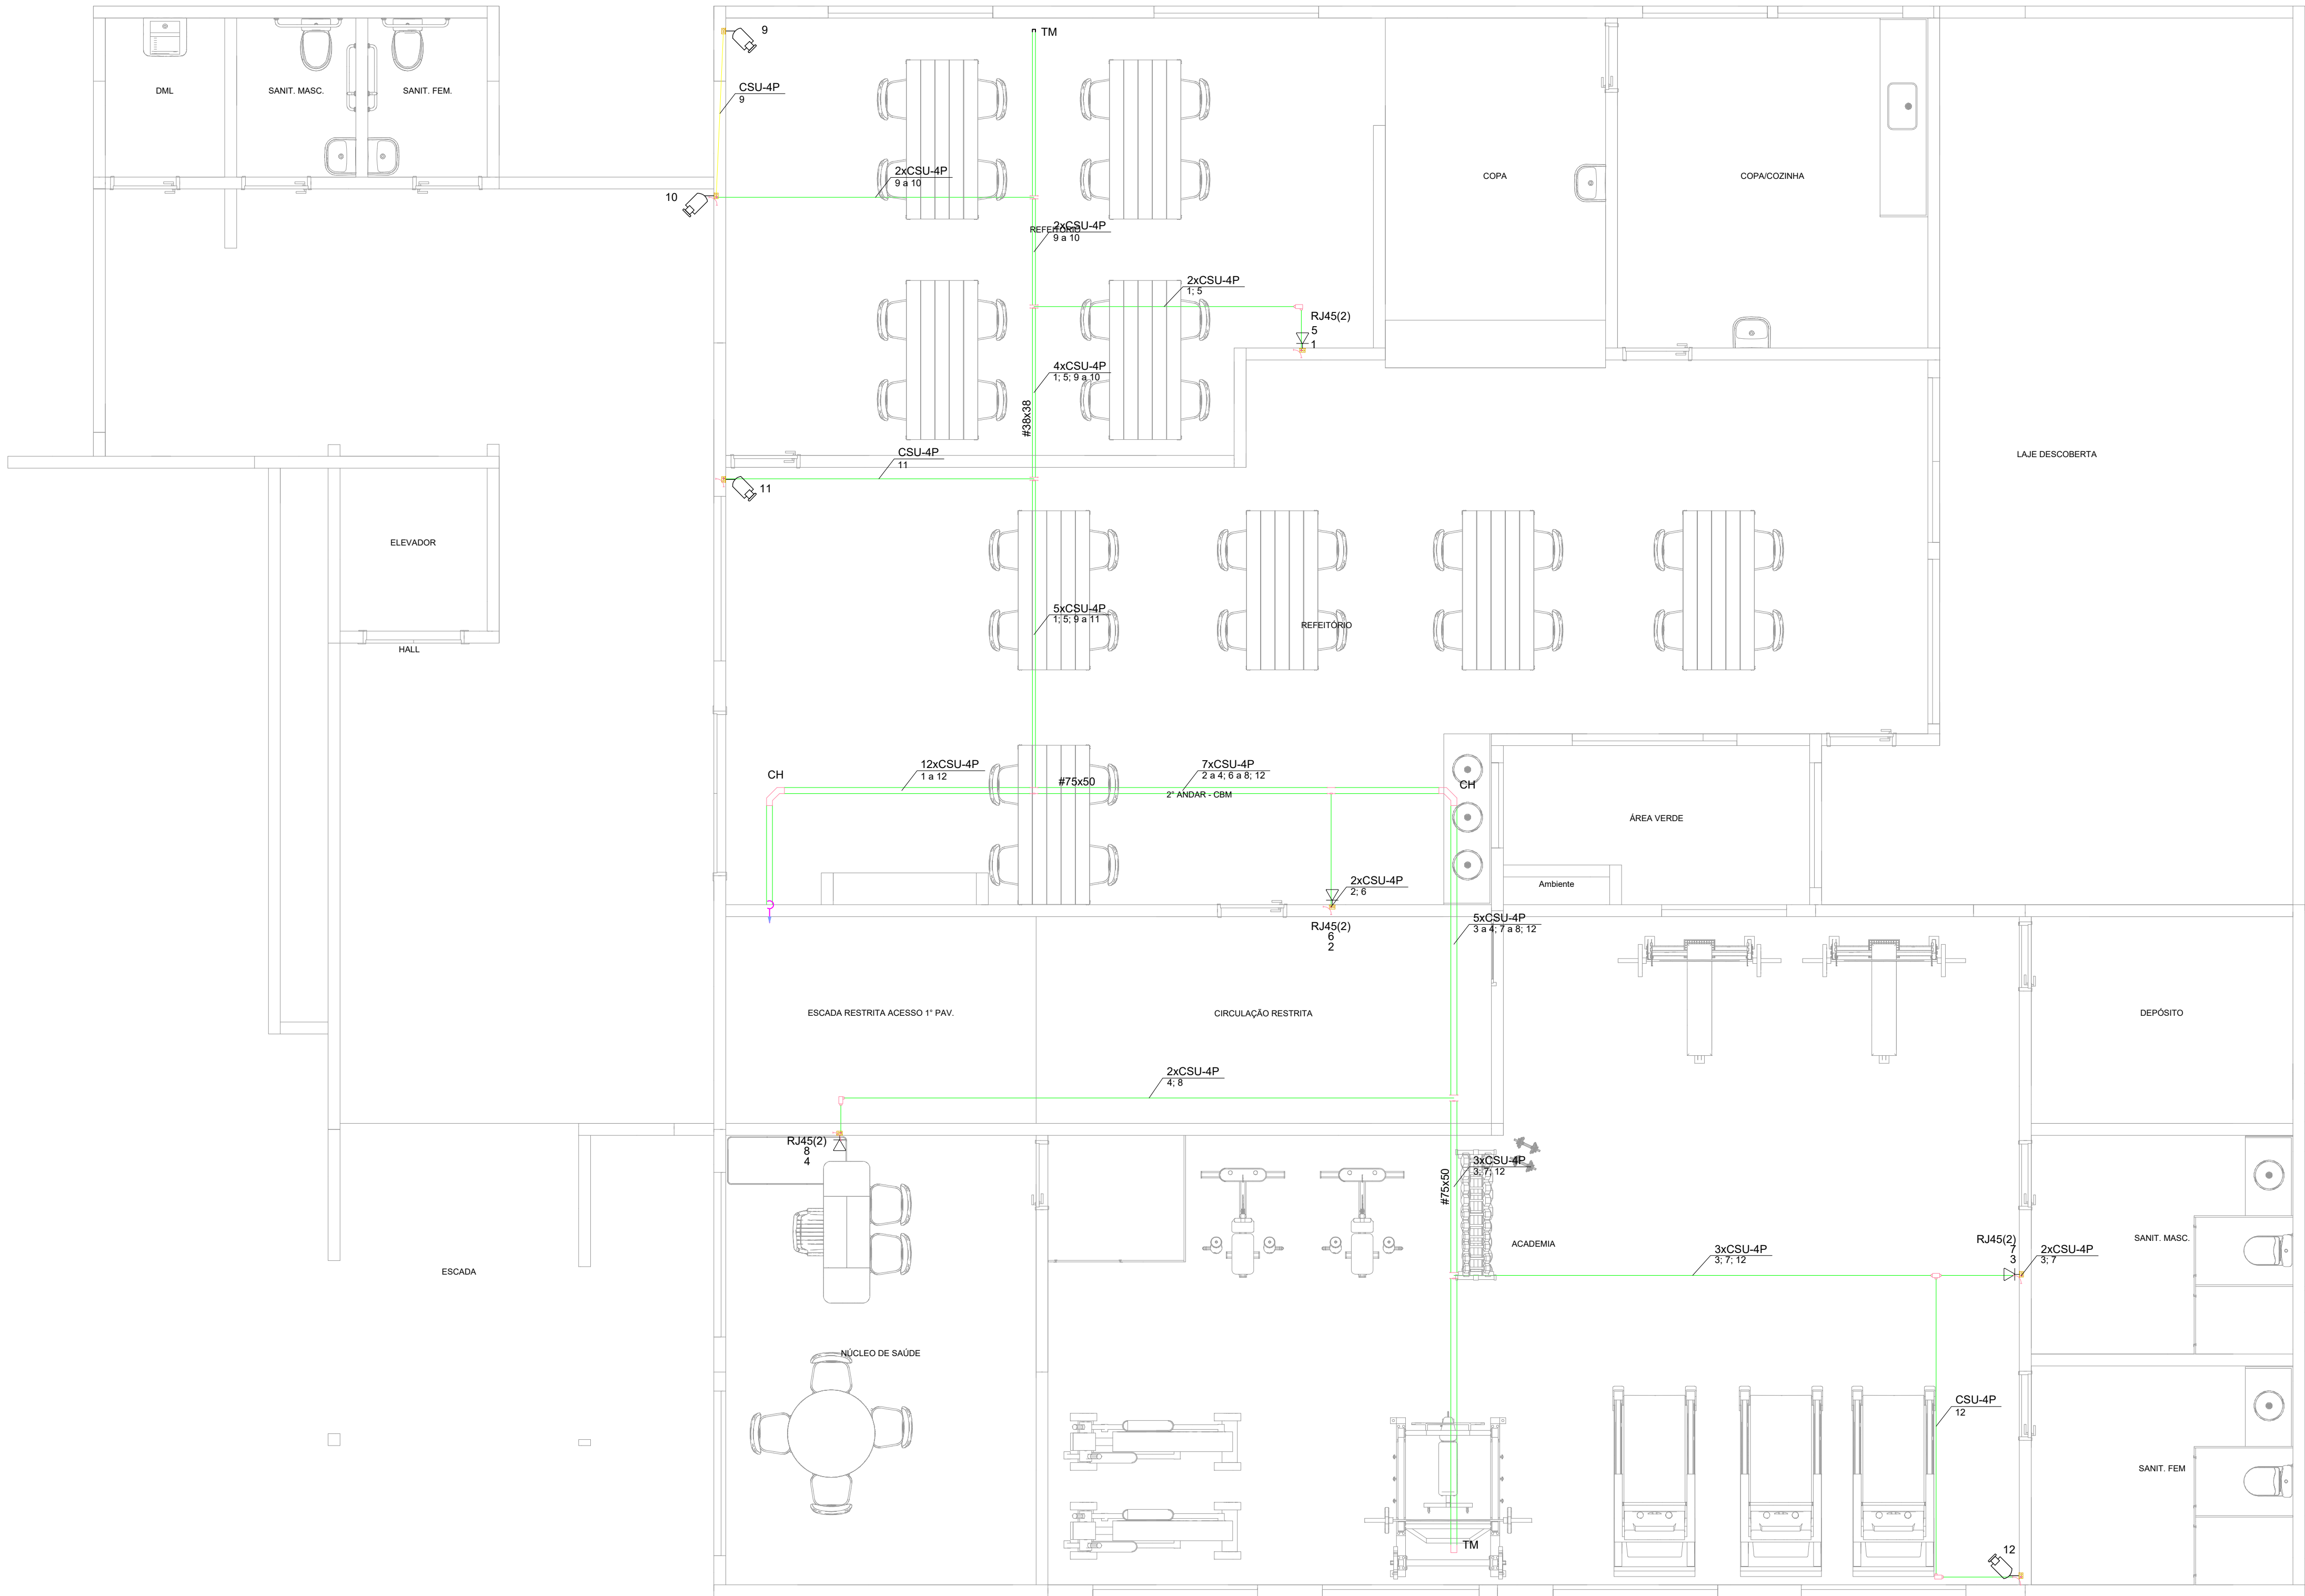 9
TM
CSU-4P
9
DML
SANIT. MASC.
SANIT. FEM.
2xCSU-4P
9 a 10
COPA
COPA/COZINHA
10
REFEITÓRIO
2xCSU-4P
9 a 10
2xCSU-4P
1; 5
RJ45(2)
5
1
4xCSU-4P
1; 5; 9 a 10
#38x38
CSU-4P
11
11
LAJE DESCOBERTA
ELEVADOR
HALL
5xCSU-4P
1; 5; 9 a 11
REFEITÓRIO
CH
12xCSU-4P
1 a 12
#75x50
7xCSU-4P
2 a 4; 6 a 8; 12
2° ANDAR - CBM
CH
ÁREA VERDE
2xCSU-4P
2; 6
Ambiente
RJ45(2)
6
2
5xCSU-4P
3 a 4; 7 a 8; 12
ESCADA RESTRITA ACESSO 1° PAV.
CIRCULAÇÃO RESTRITA
DEPÓSITO
2xCSU-4P
4; 8
RJ45(2)
8
4
3xCSU-4P
3; 7; 12
#75x50
ACADEMIA
3xCSU-4P
3; 7; 12
RJ45(2)
7
3
2xCSU-4P
3; 7
SANIT. MASC.
ESCADA
NÚCLEO DE SAÚDE
CSU-4P
12
SANIT. FEM
TM
12